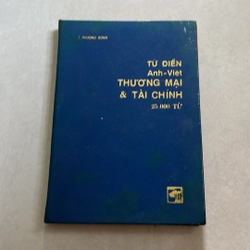 TỪ ĐIỂN
Anh-Việt
THƯƠNG MẠI
& TÀI CHÍNH
25.000 TỪ